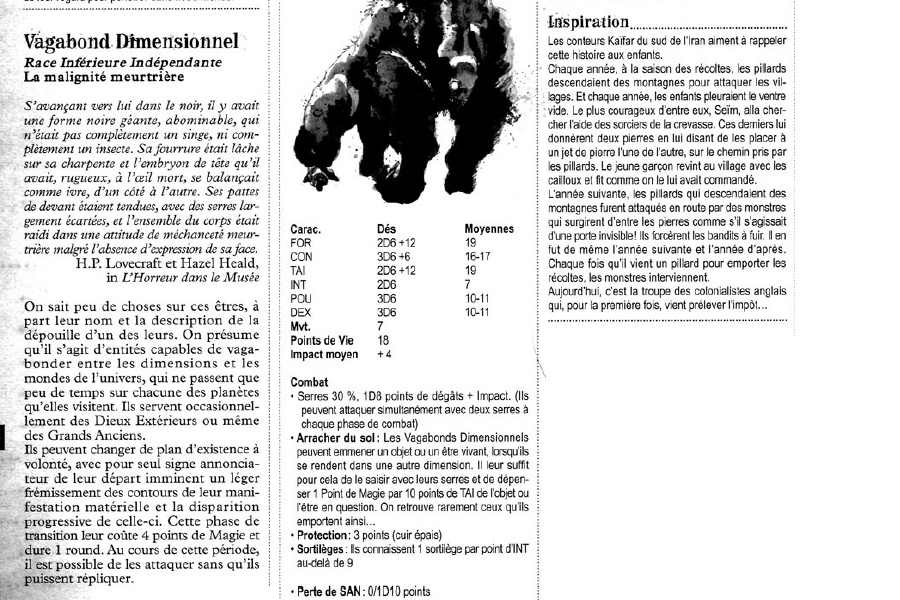 Vagabond Dimensionnel
Race Inférieure Indépendante
La malignité meurtrière
S'avançant vers lui dans le noir, il y avait
une forme noire géante, abominable, qui
n'était pas complètement un singe, ni com-
plètement un insecte. Sa fourrure était lâche
sur sa charpente et l'embryon de tête qu'il
avait, rugueux, à l'œil mort, se balançait
comme ivre, d'un côté à l'autre. Ses pattes
de devant étaient tendues, avec des serres lar-
gement écartées, et l'ensemble du corps était
raidi dans une attitude de méchanceté meur-
trière malgré l'absence d'expression de sa face.
H.P. Lovecraft et Hazel Heald,
in L'Horreur dans le Musée
On sait peu de choses sur ces êtres, à
part leur nom et la description de la
dépouille d'un des leurs. On présume
qu'il s'agit d'entités capables de vaga-
bonder entre les dimensions et les
mondes de l'univers, qui ne passent que
peu de temps sur chacune des planètes
qu'elles visitent. Ils servent occasionnel-
lement des Dieux Extérieurs ou même
des Grands Anciens.
Ils peuvent changer de plan d'existence à
volonté, avec pour seul signe annoncia-
teur de leur départ imminent un léger
frémissement des contours de leur mani-
festation matérielle et la disparition
progressive de celle-ci. Cette phase de
transition leur coûte 4 points de Magie et
dure 1 round. Au cours de cette période,
il est possible de les attaquer sans qu'ils
puissent répliquer.
Carac. Dés Moyennes
FOR 2D6 +12 19
CON 3D6 +6 16-17
TAI 2D6 +12 19
INT 2D6 7
POU 3D6 10-11
DEX 3D6 10-11
Mvt. 7
Points de Vie 18
Impact moyen + 4
Combat
• Serres 30 %, 1D8 points de dégâts + Impact. (Ils
peuvent attaquer simultanément avec deux serres à
chaque phase de combat)
• Arracher du sol : Les Vagabonds Dimensionnels
peuvent emmener un objet ou un être vivant, lorsqu'ils
se rendent dans une autre dimension. Il leur suffit
pour cela de le saisir avec leurs serres et de dépen-
ser 1 Point de Magie par 10 points de TAI de l'objet ou
l'être en question. On retrouve rarement ceux qu'ils
emportent ainsi...
• Protection : 3 points (cuir épais)
• Sortilèges : Ils connaissent 1 sortilège par point d'INT
au-delà de 9
• Perte de SAN : 0/1D10 points
Inspiration
Les conteurs Kaïfar du sud de l'Iran aiment à rappeler
cette histoire aux enfants.
Chaque année, à la saison des récoltes, les pillards
descendaient des montagnes pour attaquer les vil-
lages. Et chaque année, les enfants pleuraient le ventre
vide. Le plus courageux d'entre eux, Seïm, alla cher-
cher l'aide des sorciers de la crevasse. Ces derniers lui
donnèrent deux pierres en lui disant de les placer à
un jet de pierre l'une de l'autre, sur le chemin pris par
les pillards. Le jeune garçon revint au village avec les
cailloux et fit comme on le lui avait commandé.
L'année suivante, les pillards qui descendaient des
montagnes furent attaqués en route par des monstres
qui surgirent d'entre les pierres comme s'il s'agissait
d'une porte invisible! Ils forcèrent les bandits à fuir. Il en
fut de même l'année suivante et l'année d'après.
Chaque fois qu'il vient un pillard pour emporter les
récoltes, les monstres interviennent.
Aujourd'hui, c'est la troupe des colonialistes anglais
qui, pour la première fois, vient prélever l'impôt...